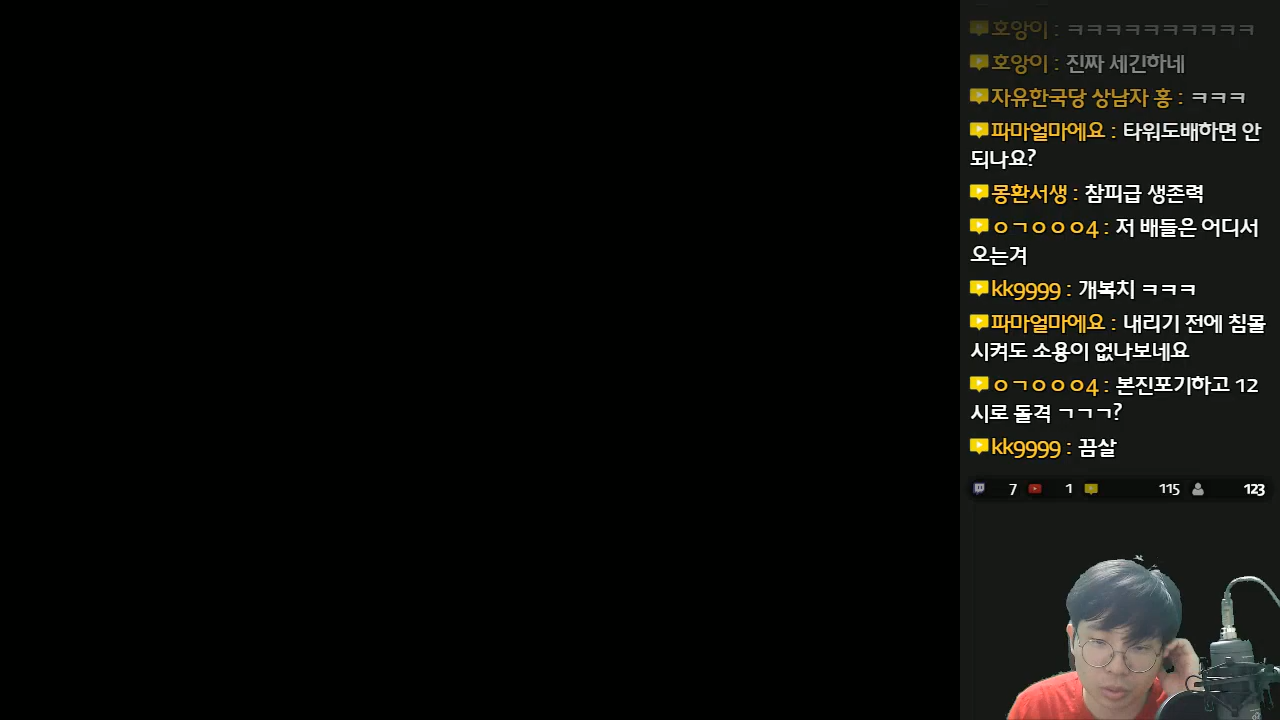 호앙이 : ㅋㅋㅋㅋㅋㅋㅋㅋㅋㅋ
호앙이 : 진짜 세긴하네
자유한국당 상남자 홍 : ㅋㅋㅋ
파마얼마에요 : 타워도배하면 안
되나요?
몽환서생 : 참피급 생존력
ㅇㄱㅇㅇㅇ4 : 저 배들은 어디서
오는겨
kk9999 : 개복치 ㅋㅋㅋ
파마얼마에요 : 내리기 전에 침몰
시켜도 소용이 없나보네요
ㅇㄱㅇㅇㅇ4 : 본진포기하고 12
시로 돌격 ㄱㄱㄱ?
kk9999 : 끔살
7 1 115 123